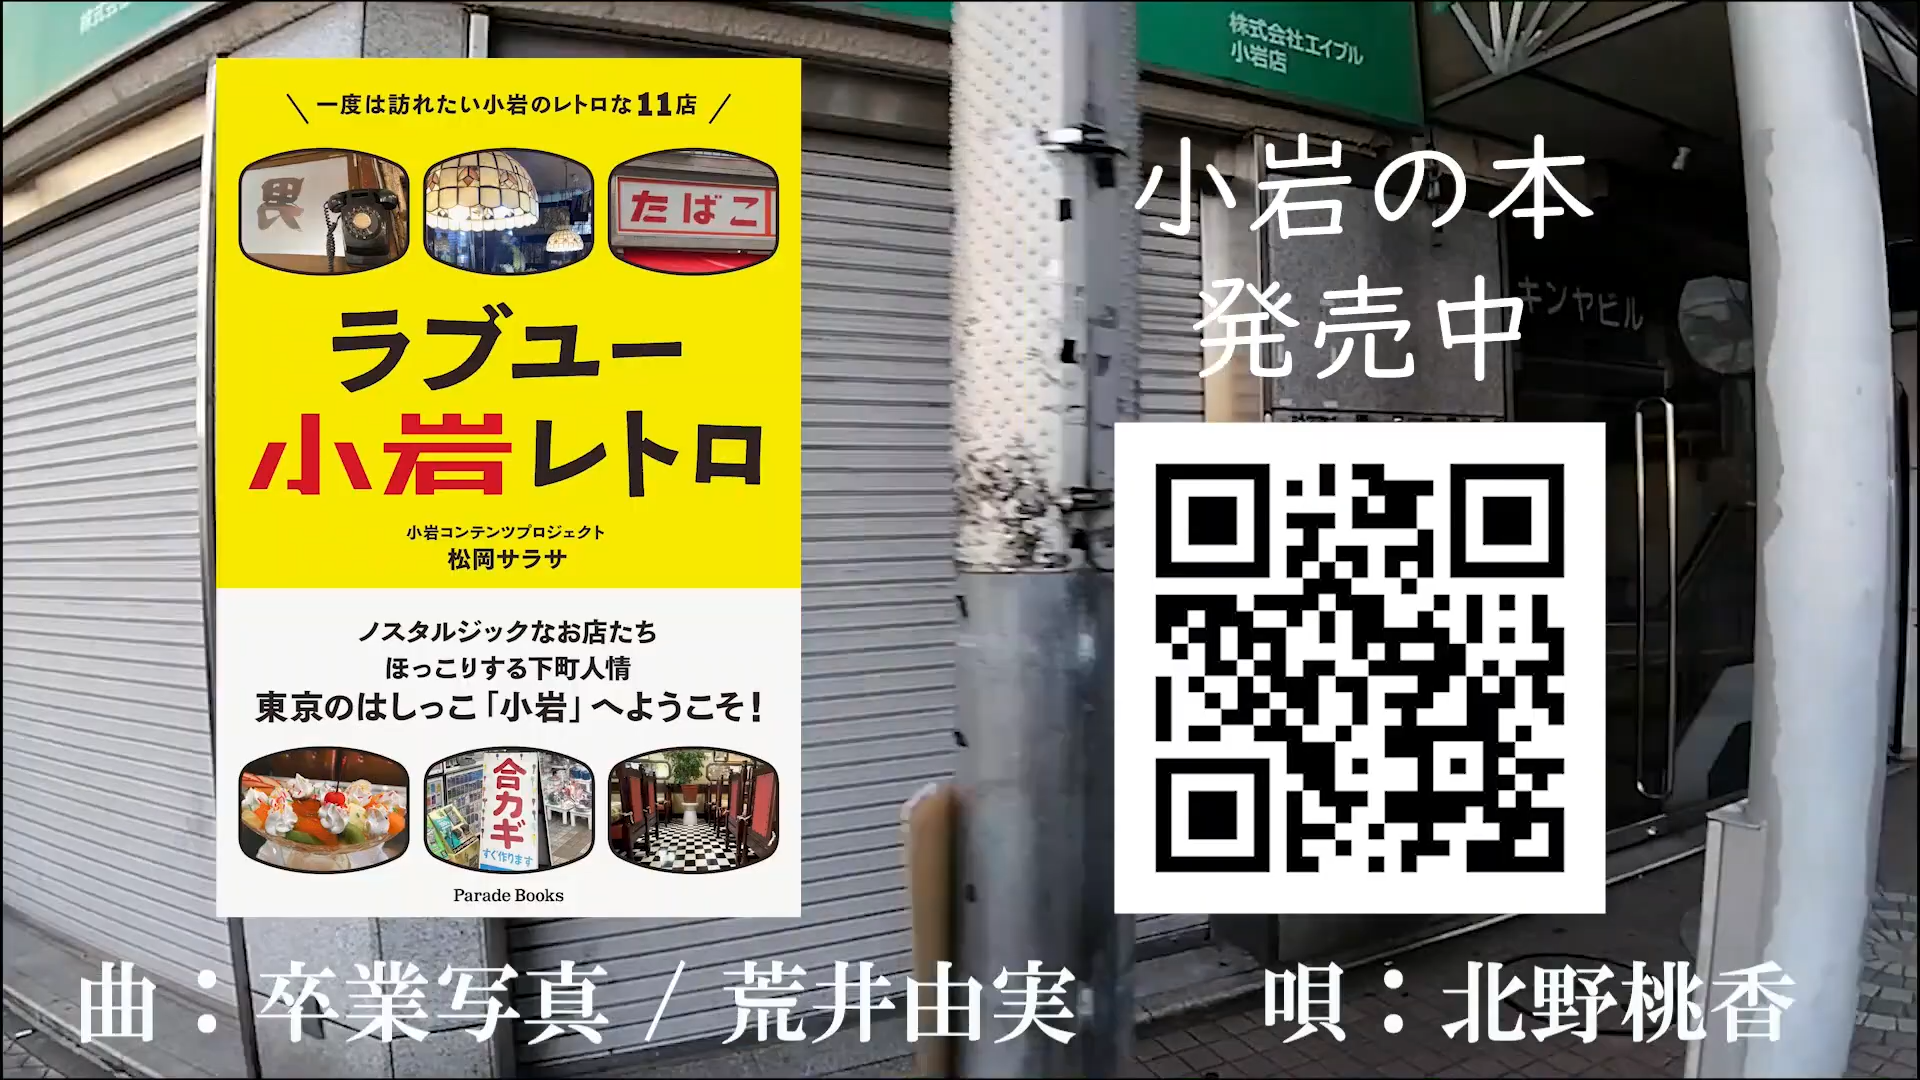 株式会社エイブル
小岩店
一度は訪れたい小岩のレトロな11店
畏
たばこ
ラブユー
小岩レトロ
小岩コンテンツプロジェクト
松岡サラサ
ノスタルジックなお店たち
ほっこりする下町人情
東京のはしっこ「小岩」へようこそ!
合カギ
すぐ作ります
Parade Books
小岩の本
発売中
キンヤビル
曲:卒業写真 / 荒井由実
唄:北野桃香